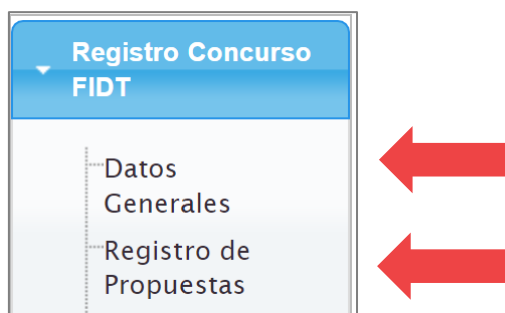 Registro Concurso
FIDT
Datos
Generales
Registro de
Propuestas